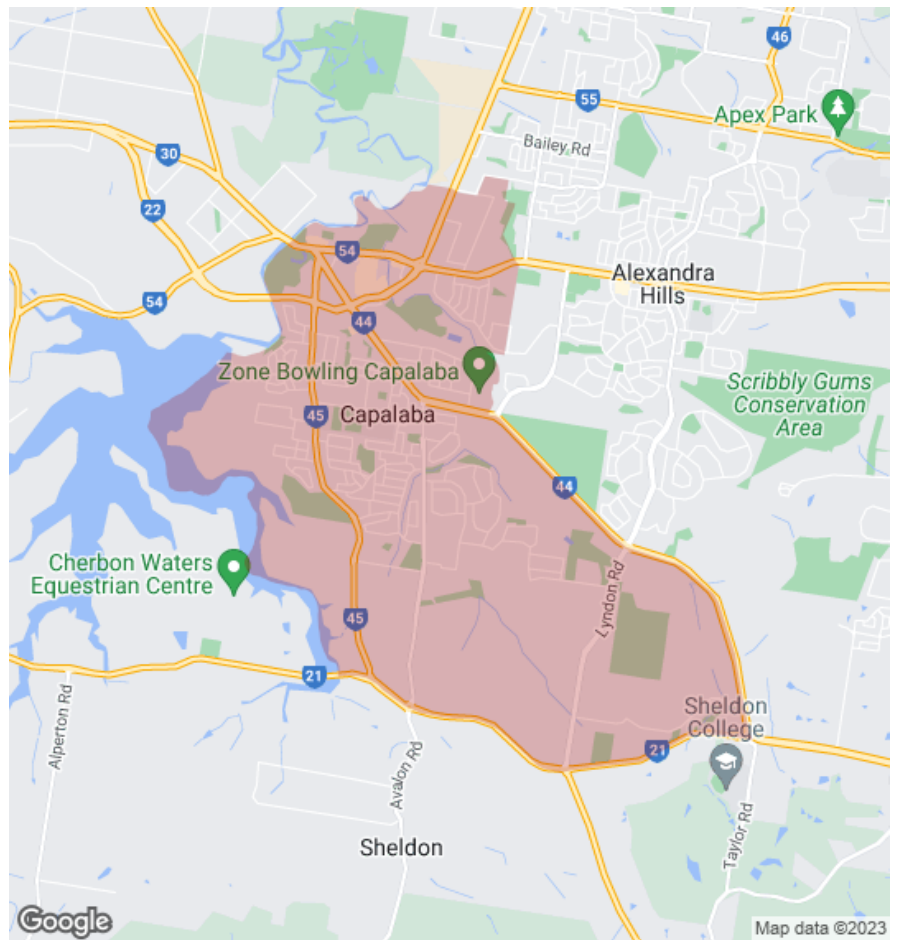 46
55
Apex Park
Bailey Rd
30
22
54
Alexandra
Hills
54
44
Zone Bowling Capalaba
Scribbly Gums
Conservation
Area
45
Capalaba
44
Cherbon Waters
Equestrian Centre
Lyndon Rd
45
21
Alperton Rd
Sheldon
College
21
Avalon Rd
Taylor Rd
Sheldon
Google
Map data ©2023